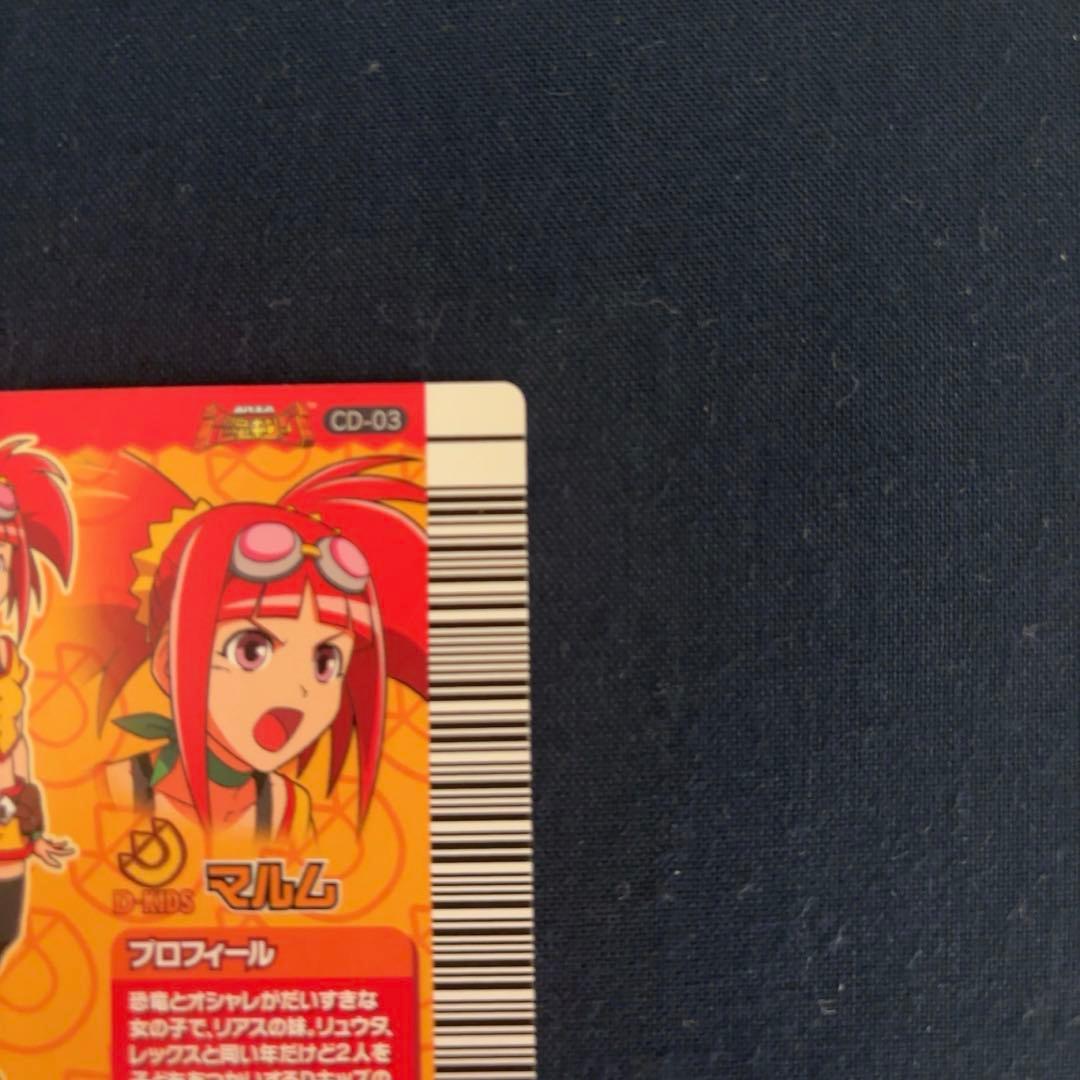 CD-03
D-KIDS
マルム
プロフィール
恐竜とオシャレがだいすきな
女の子で、リアスの妹。リュウタ、
レックスと同い年だけど2人を